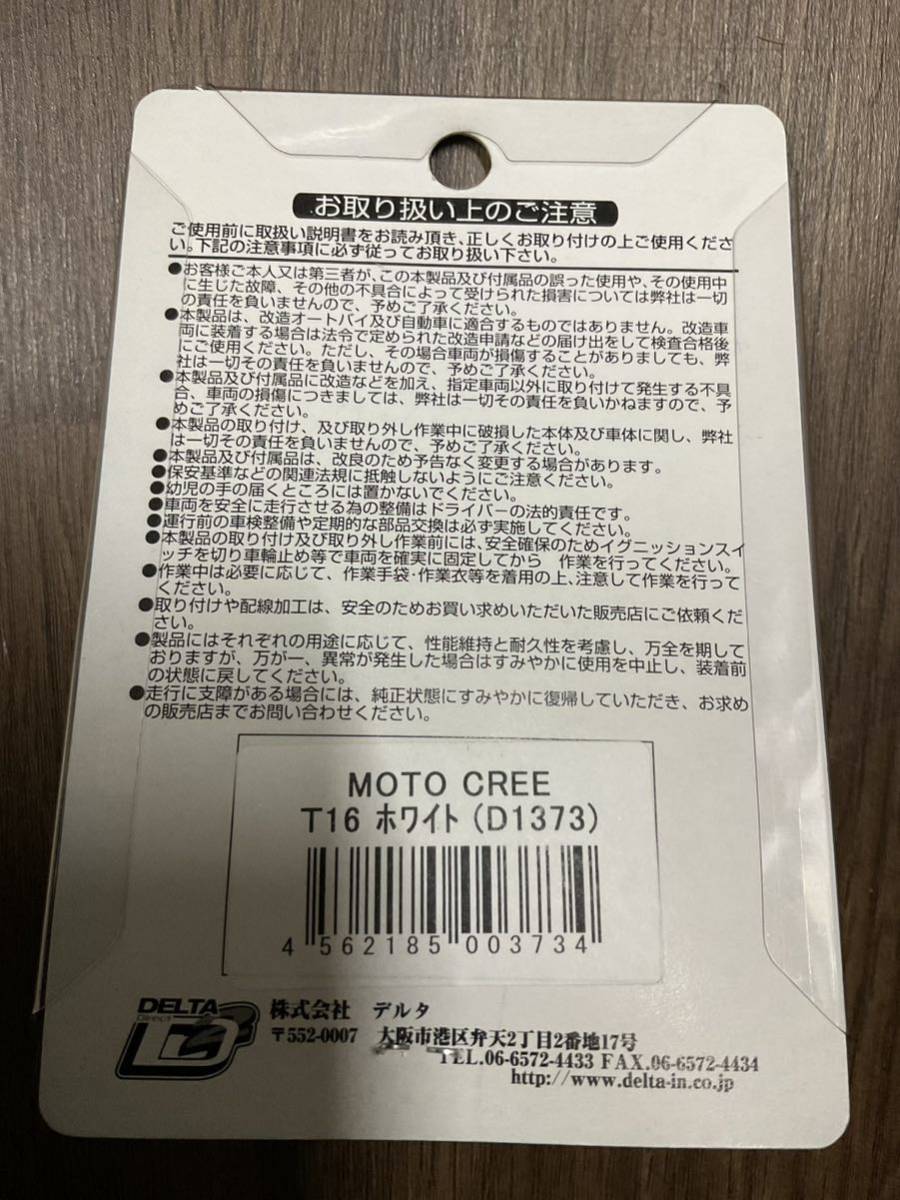 お取り扱い上のご注意
ご使用前に取扱い説明書をお読み頂き、正しくお取り付けの上ご使用くださ
い。下記の注意事項に必ず従ってお取り扱い下さい。
●お客様ご本人又は第三者が、この本製品及び付属品の誤った使用や、その使用中
に生じた故障、その他の不具合によって受けられた損害については弊社は一切
の責任を負いませんので、予めご了承ください。
●本製品は、改造オートバイ及び自動車に適合するものではありません。改造車
両に装着する場合は法令で定められた改造申請などの届け出をして検査合格後
にご使用ください。ただし、その場合車両が損傷することがありましても、弊
社は一切その責任を負いませんので、予めご了承ください。
●本製品及び付属品に改造などを加え、指定車両以外に取り付けて発生する不具
合、車両の損傷につきましては、弊社は一切その責任を負いかねますので、予
めご了承ください。
●本製品の取り付け、及び取り外し作業中に破損した本体及び車体に関し、弊社
は一切その責任を負いませんので、予めご了承ください。
●本製品及び付属品は、改良のため予告なく変更する場合があります。
●保安基準などの関連法規に抵触しないようにご注意ください。
●幼児の手の届くところには置かないでください。
●車両を安全に走行させる為の整備はドライバーの法的責任です。
●運行前の車検整備や定期的な部品交換は必ず実施してください。
●本製品の取り付け及び取り外し作業前には、安全確保のためイグニッションスイ
ッチを切り車輪止め等で車両を確実に固定してから 作業を行ってください。
●作業中は必要に応じて、作業手袋・作業衣等を着用の上、注意して作業を行って
ください。
●取り付けや配線加工は、安全のためお買い求めいただいた販売店にご依頼くだ
さい。
●製品にはそれぞれの用途に応じて、性能維持と耐久性を考慮し、万全を期して
おりますが、万が一、異常が発生した場合はすみやかに使用を中止し、装着前
の状態に戻してください。
●走行に支障がある場合には、純正状態にすみやかに復帰していただき、お求め
の販売店までお問い合わせください。
MOTO CREE
T16 ホワイト (D1373)
4 562185 003734
DELTA
Direct
株式会社 デルタ
〒552-0007 大阪市港区弁天2丁目2番地17号
TEL.06-6572-4433 FAX.06-6572-4434
http://www.delta-in.co.jp